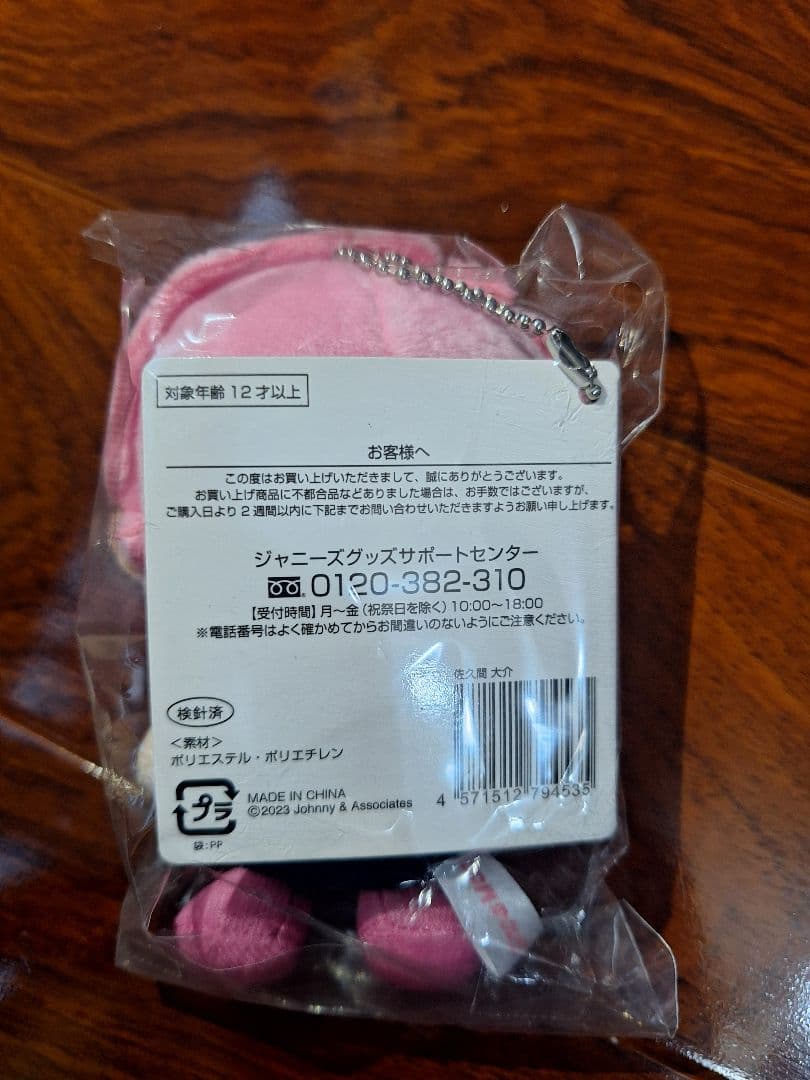 対象年齢 12 才以上
お客様へ
この度はお買い上げいただきまして、誠にありがとうございます。
お買い上げ商品に不都合品などありました場合は、お手数ではございますが、
ご購入日より 2 週間以内に下記までお問い合わせいただきますようお願い申し上げます。
ジャニーズグッズサポートセンター
0120-382-310
【受付時間】月～金（祝祭日を除く）10:00～18:00
※電話番号はよく確かめてからお間違いのないようにご注意ください。
佐久間 大介
検針済
＜素材＞
ポリエステル・ポリエチレン
プラ
袋:PP
MADE IN CHINA
©2023 Johnny & Associates
4 571512 794535